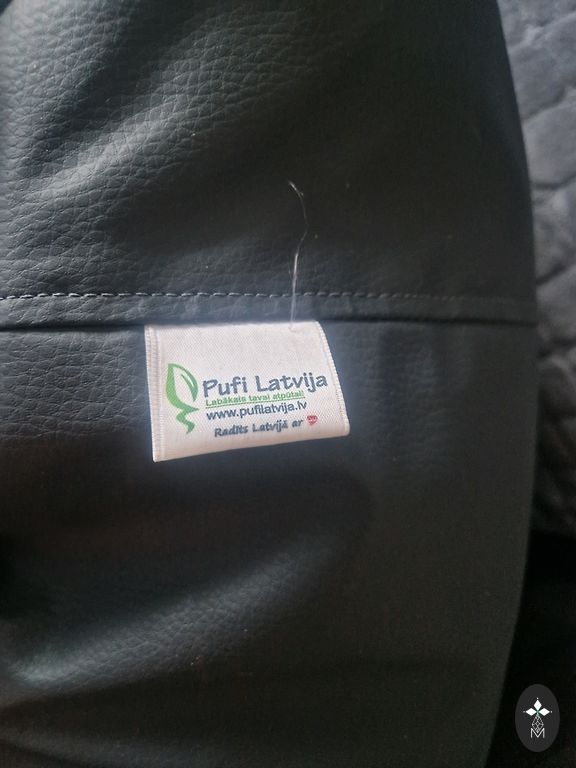 Pufi Latvija
Labākais tavai atpūtai!
www.pufilatvija.lv
Radīts Latvijā ar